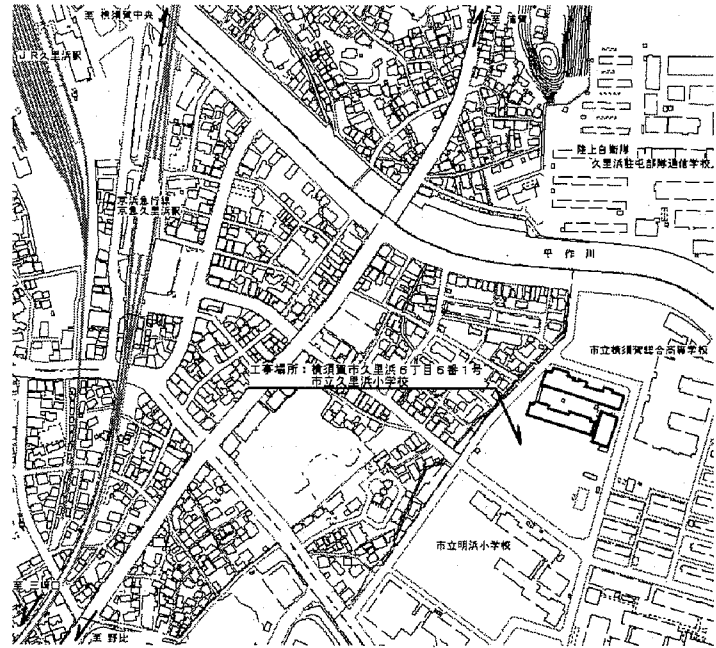 至 横須賀中央
至 浦賀
JR久里浜駅
陸上自衛隊
久里浜駐屯部隊通信学校
京浜急行線
京急久里浜駅
平作川
市立横須賀総合高等学校
工事場所：横須賀市久里浜6丁目6番1号
市立久里浜小学校
市立明浜小学校
至 三崎
至 野比